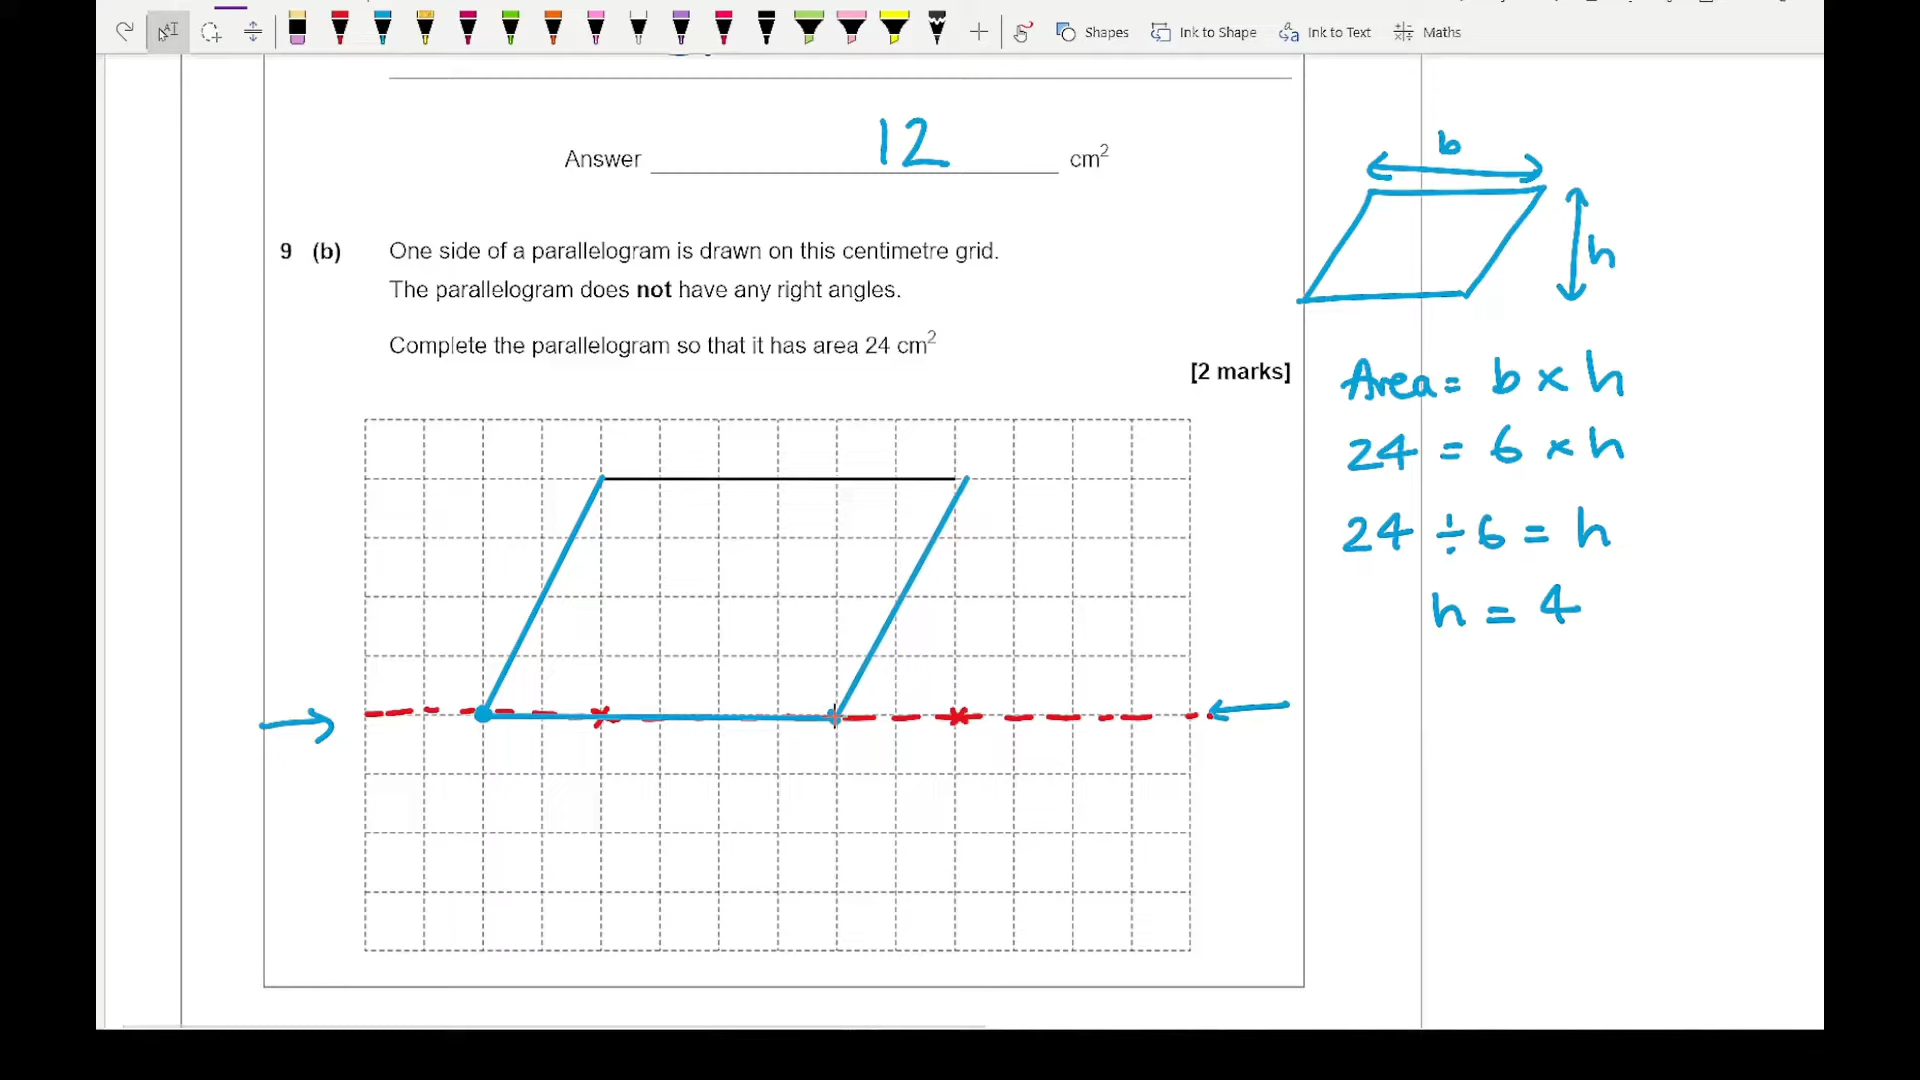 Shapes Ink to Shape Ink to Text Maths
Answer 12 cm²
9 (b) One side of a parallelogram is drawn on this centimetre grid.
The parallelogram does not have any right angles.
Complete the parallelogram so that it has area 24 cm²
[2 marks]
b
h
Area = b × h
24 = 6 × h
24 ÷ 6 = h
h = 4